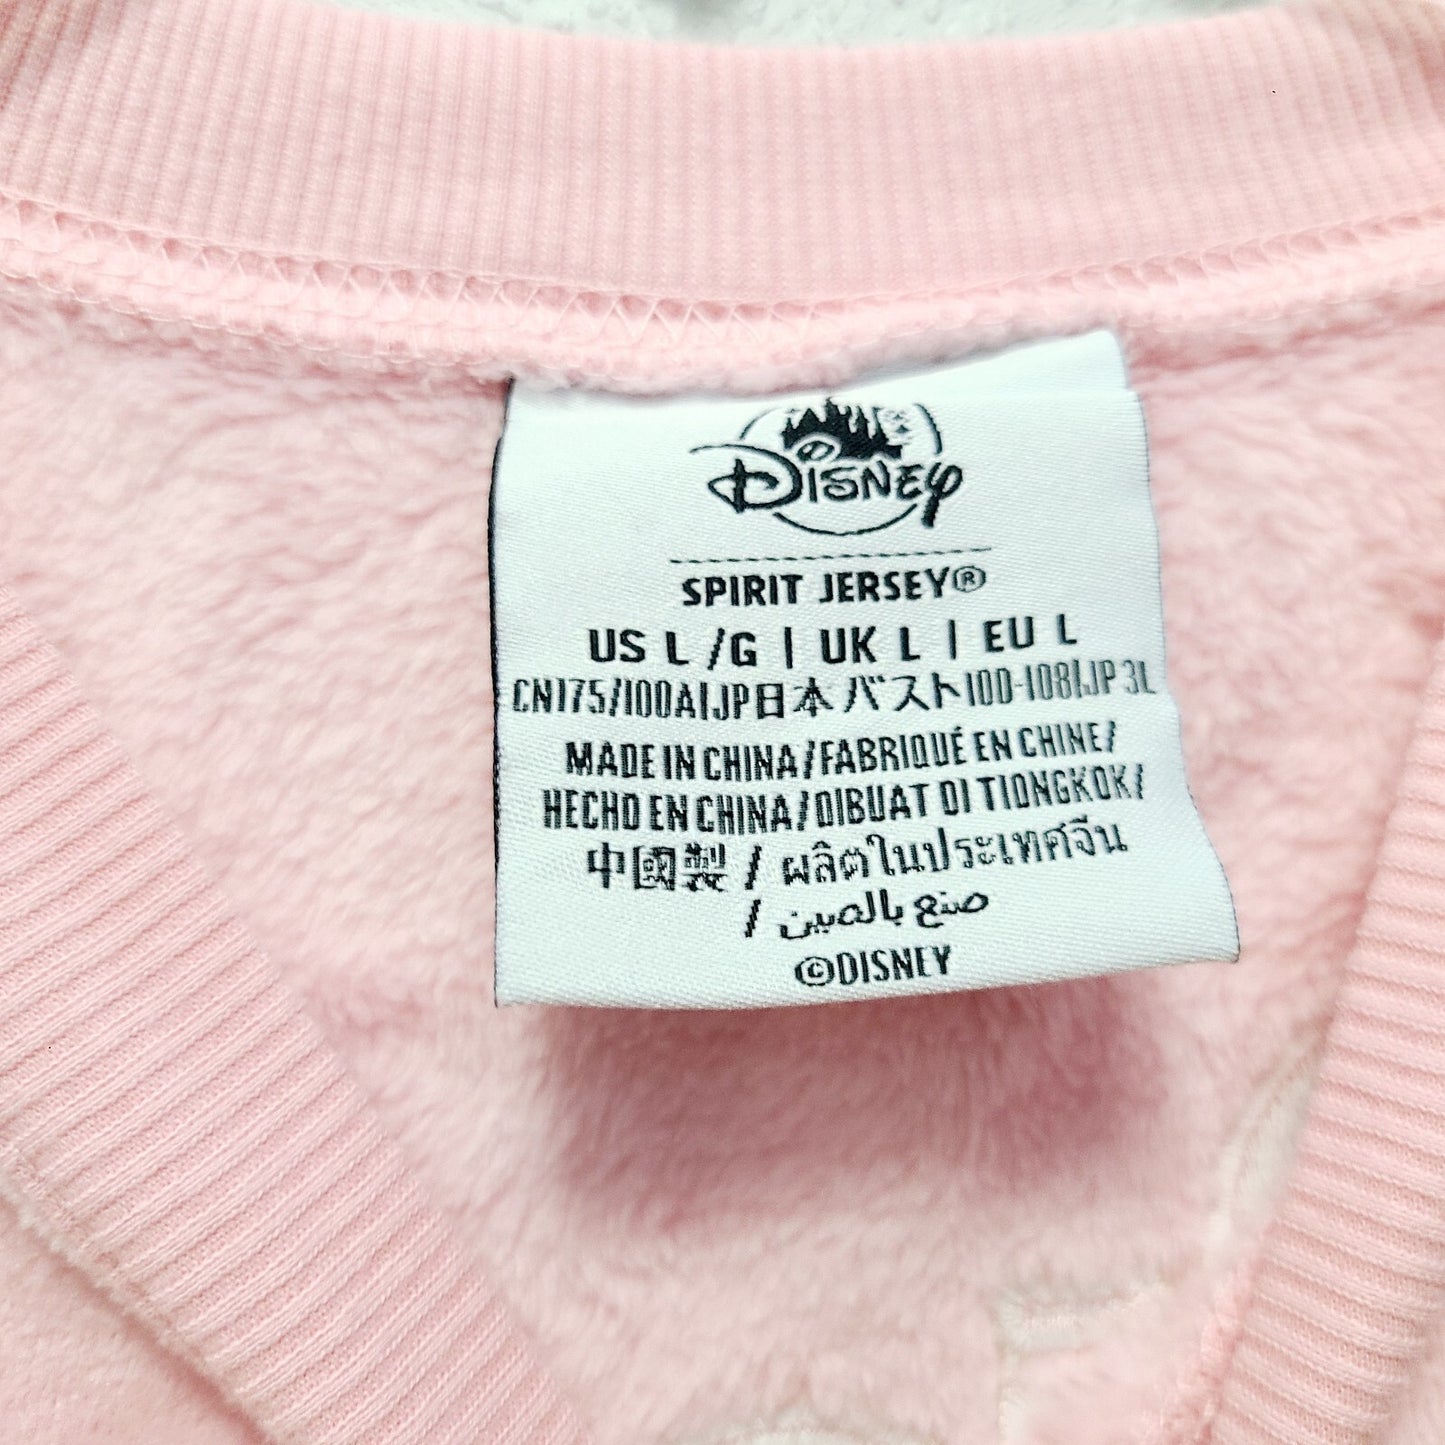 DISNEY
SPIRIT JERSEY®
US L /G | UK L | EU L
CN175/100A|JP日本 バスト100-108|JP 3L
MADE IN CHINA/FABRIQUÉ EN CHINE/
HECHO EN CHINA/DIBUAT DI TIONGKOK/
中國製 / ผลิตในประเทศจีน
/ صنع بالصين
©DISNEY